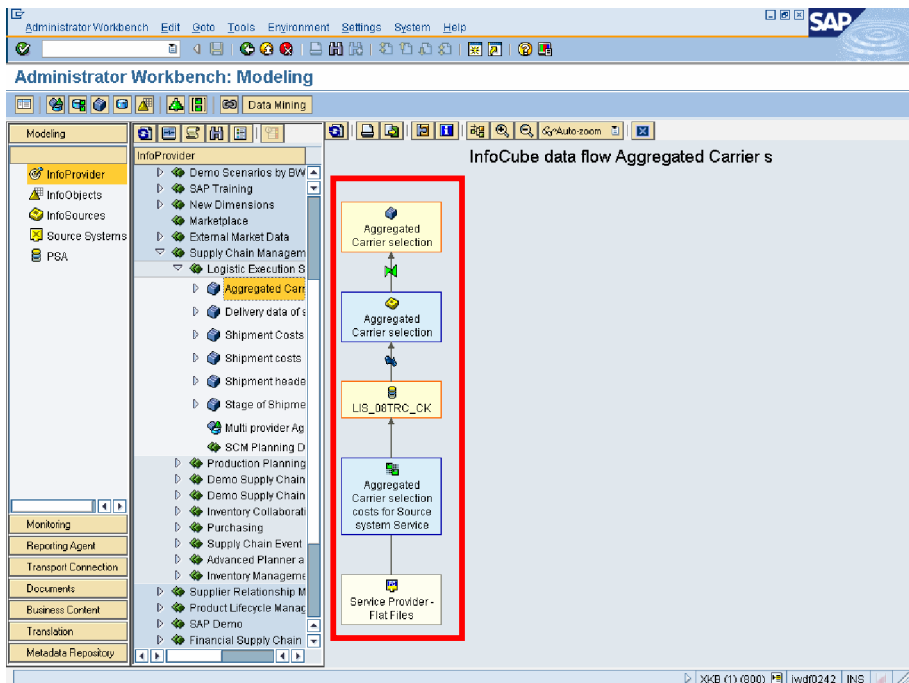 Administrator Workbench Edit Goto Tools Environment Settings System Help
SAP
Administrator Workbench: Modeling
Data Mining
Modeling
InfoProvider
InfoObjects
InfoSources
Source Systems
PSA
Monitoring
Reporting Agent
Transport Connection
Documents
Business Content
Translation
Metadata Repository
InfoProvider
Demo Scenarios by BW
SAP Training
New Dimensions
Marketplace
External Market Data
Supply Chain Managem
Logistic Execution S
Aggregated Carr
Delivery data of s
Shipment Costs
Shipment costs
Shipment heade
Stage of Shipme
Multi provider Ag
SCM Planning D
Production Planning
Demo Supply Chain
Demo Supply Chain
Inventory Collaborati
Purchasing
Supply Chain Event
Advanced Planner a
Inventory Manageme
Supplier Relationship M
Product Lifecycle Manag
SAP Demo
Financial Supply Chain
Auto-zoom
InfoCube data flow Aggregated Carrier s
Aggregated
Carrier selection
Aggregated
Carrier selection
LIS_08TRC_CK
Aggregated
Carrier selection
costs for Source
system Service
Service Provider -
Flat Files
XKB (1) (800) iwdf0242 INS